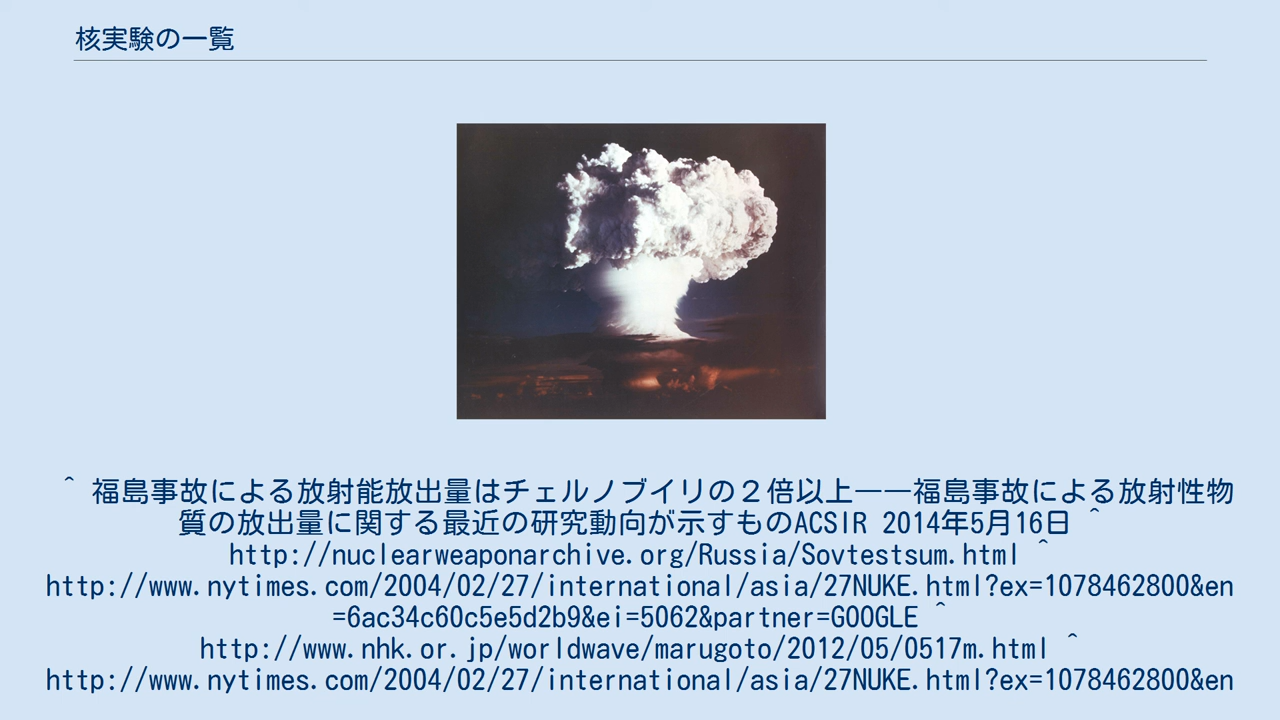 核実験の一覧
^ 福島事故による放射能放出量はチェルノブイリの２倍以上――福島事故による放射性物
質の放出量に関する最近の研究動向が示すものACSIR 2014年5月16日 ^
http://nuclearweaponarchive.org/Russia/Sovtestsum.html ^
http://www.nytimes.com/2004/02/27/international/asia/27NUKE.html?ex=1078462800&en
=6ac34c60c5e5d2b9&ei=5062&partner=GOOGLE ^
http://www.nhk.or.jp/worldwave/marugoto/2012/05/0517m.html ^
http://www.nytimes.com/2004/02/27/international/asia/27NUKE.html?ex=1078462800&en